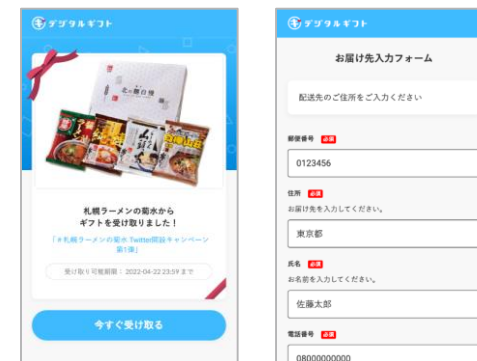 デジタルギフト
北の麺自慢
札幌ラーメンの菊水から
ギフトを受け取りました！
「#札幌ラーメンの菊水 Twitter開設キャンペーン
第1弾」
受け取り可能期限：2022-04-22 23:59 まで
今すぐ受け取る
デジタルギフト
お届け先入力フォーム
配送先のご住所をご入力ください
郵便番号 必須
0123456
住所 必須
お届け先を入力してください。
東京都
氏名 必須
お名前を入力してください。
佐藤太郎
電話番号 必須
08000000000